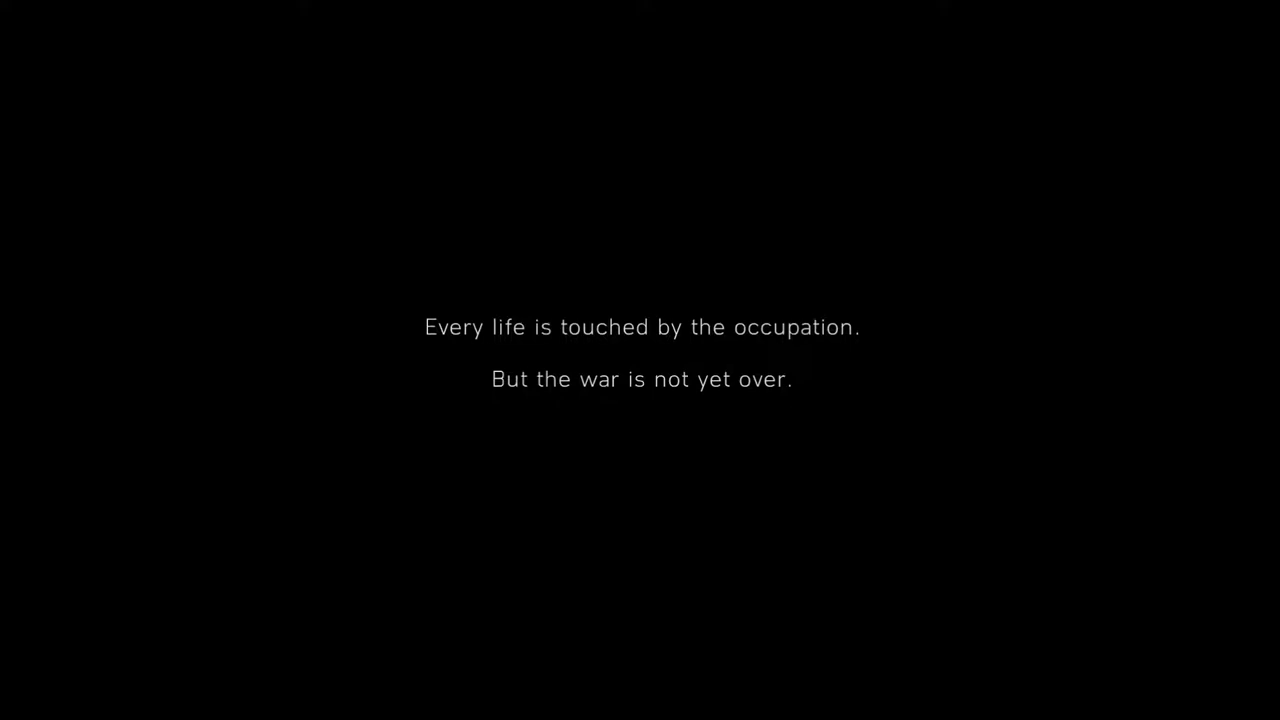 Every life is touched by the occupation.
But the war is not yet over.